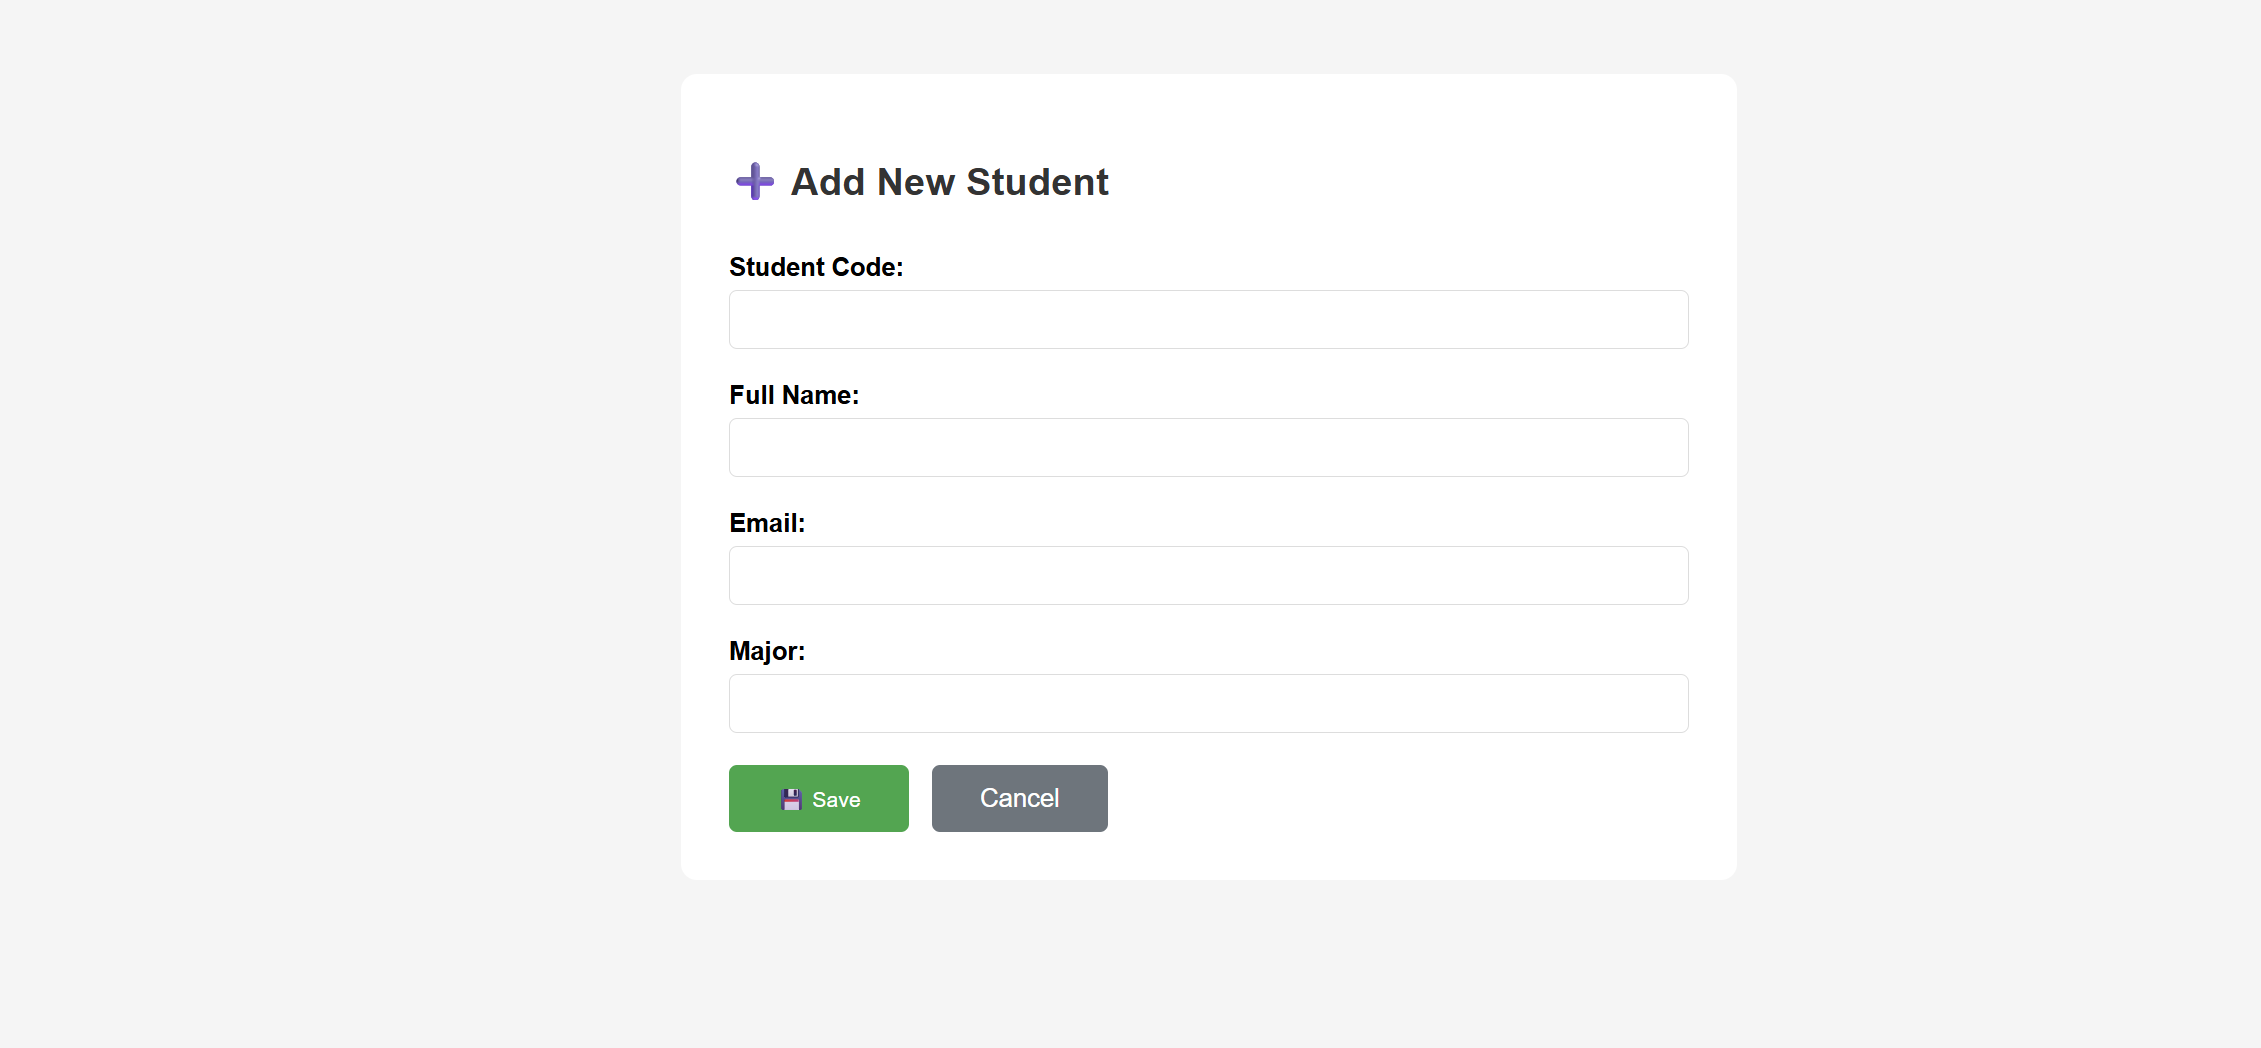 ➕ Add New Student
Student Code:
Full Name:
Email:
Major:
💾 Save
Cancel